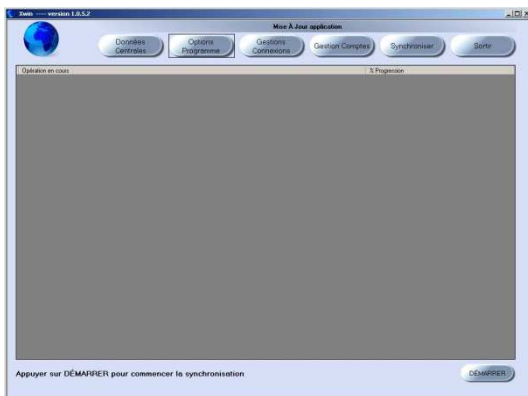 Xwin ---- version 1.0.5.2
Mise À Jour application
Données
Centrales
Options
Programme
Gestions
Connexions
Gestion Comptes
Synchroniser
Sortir
Opération en cours
% Progression
Appuyer sur DÉMARRER pour commencer la synchronisation
DÉMARRER